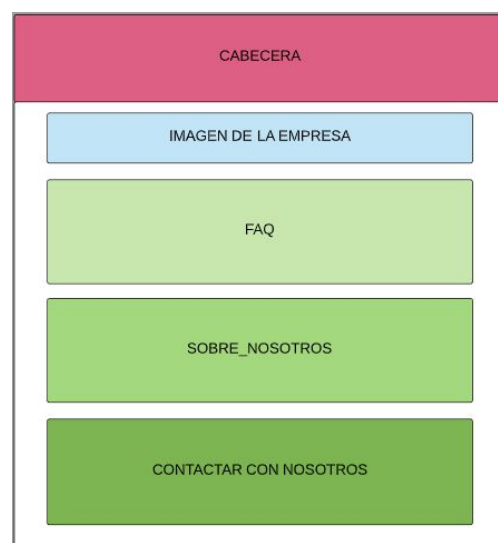 CABECERA
IMAGEN DE LA EMPRESA
FAQ
SOBRE_NOSOTROS
CONTACTAR CON NOSOTROS